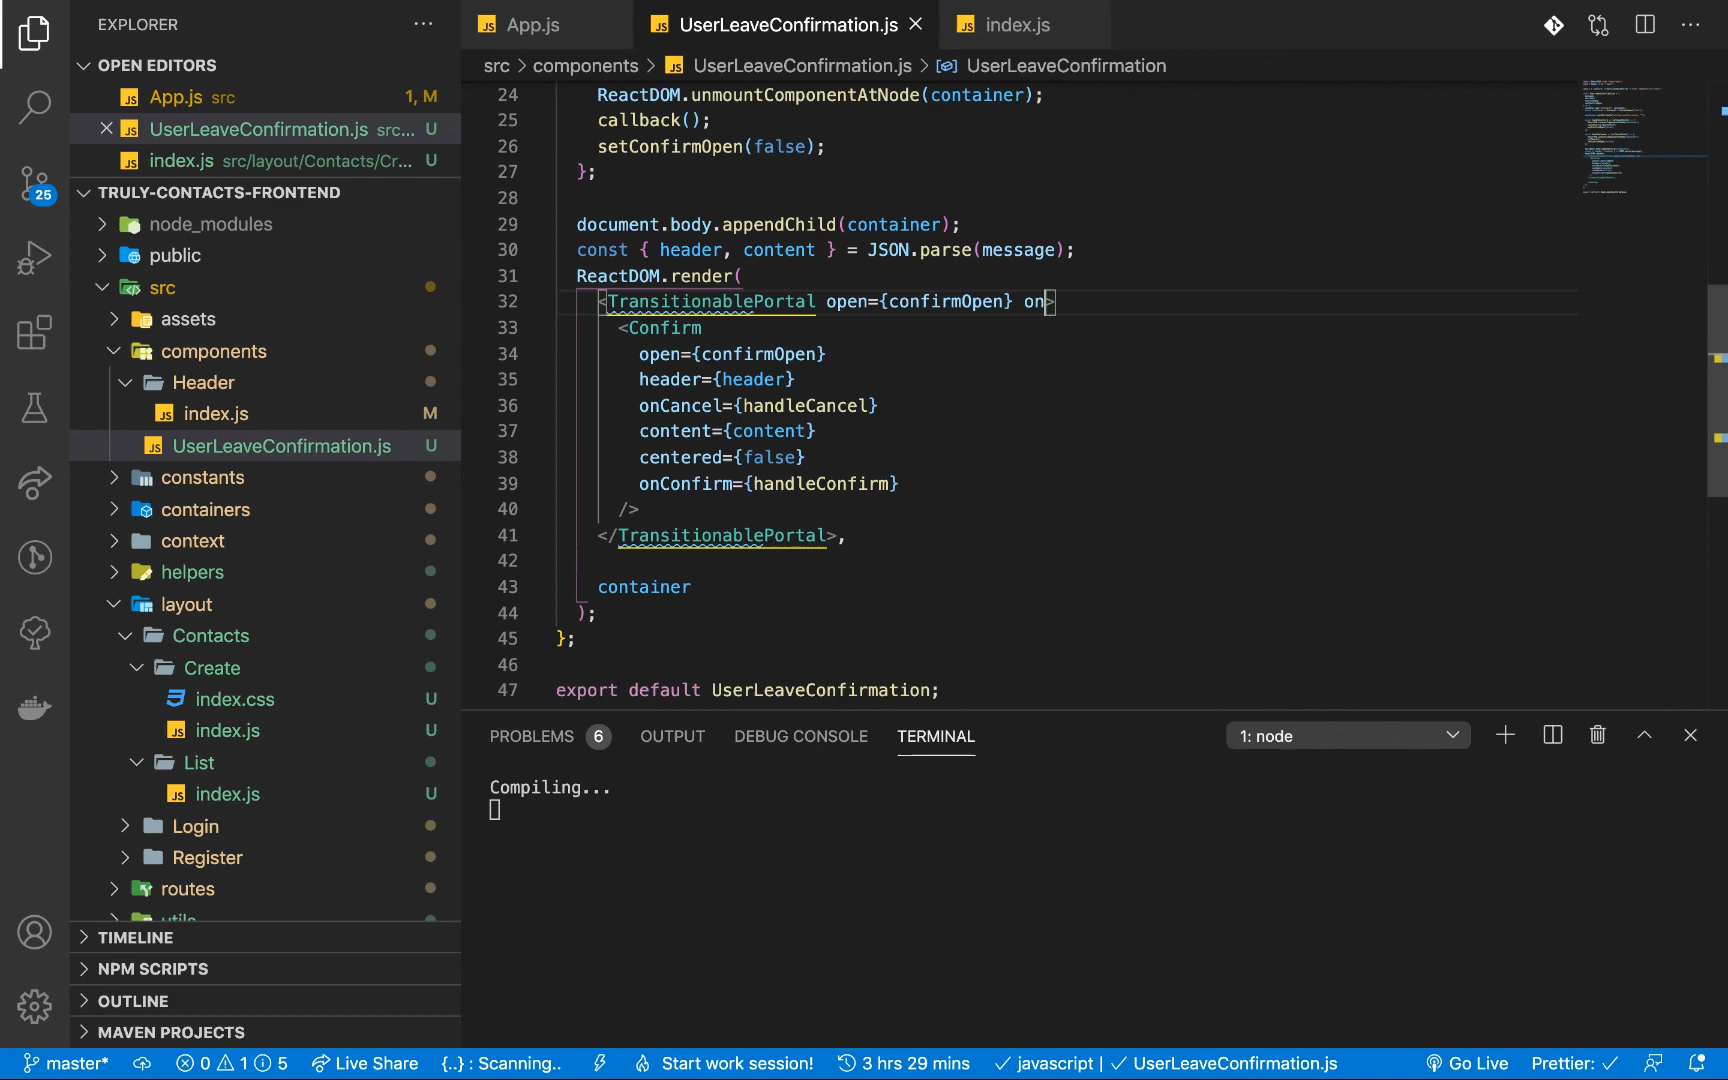 EXPLORER
OPEN EDITORS
App.js src 1, M
UserLeaveConfirmation.js src... U
index.js src/layout/Contacts/Cr... U
TRULY-CONTACTS-FRONTEND
node_modules
public
src
assets
components
Header
index.js M
UserLeaveConfirmation.js U
constants
containers
context
helpers
layout
Contacts
Create
index.css U
index.js U
List
index.js U
Login
Register
routes
utils
TIMELINE
NPM SCRIPTS
OUTLINE
MAVEN PROJECTS
25
App.js
UserLeaveConfirmation.js
index.js
src > components > UserLeaveConfirmation.js > UserLeaveConfirmation
24 ReactDOM.unmountComponentAtNode(container);
25 callback();
26 setConfirmOpen(false);
27 };
28
29 document.body.appendChild(container);
30 const { header, content } = JSON.parse(message);
31 ReactDOM.render(
32 <TransitionablePortal open={confirmOpen} on>
33 <Confirm
34 open={confirmOpen}
35 header={header}
36 onCancel={handleCancel}
37 content={content}
38 centered={false}
39 onConfirm={handleConfirm}
40 />
41 </TransitionablePortal>,
42
43 container
44 );
45 };
46
47 export default UserLeaveConfirmation;
PROBLEMS 6 OUTPUT DEBUG CONSOLE TERMINAL 1: node
Compiling...
master* 0 1 5 Live Share {..} : Scanning.. Start work session! 3 hrs 29 mins javascript | UserLeaveConfirmation.js Go Live Prettier: